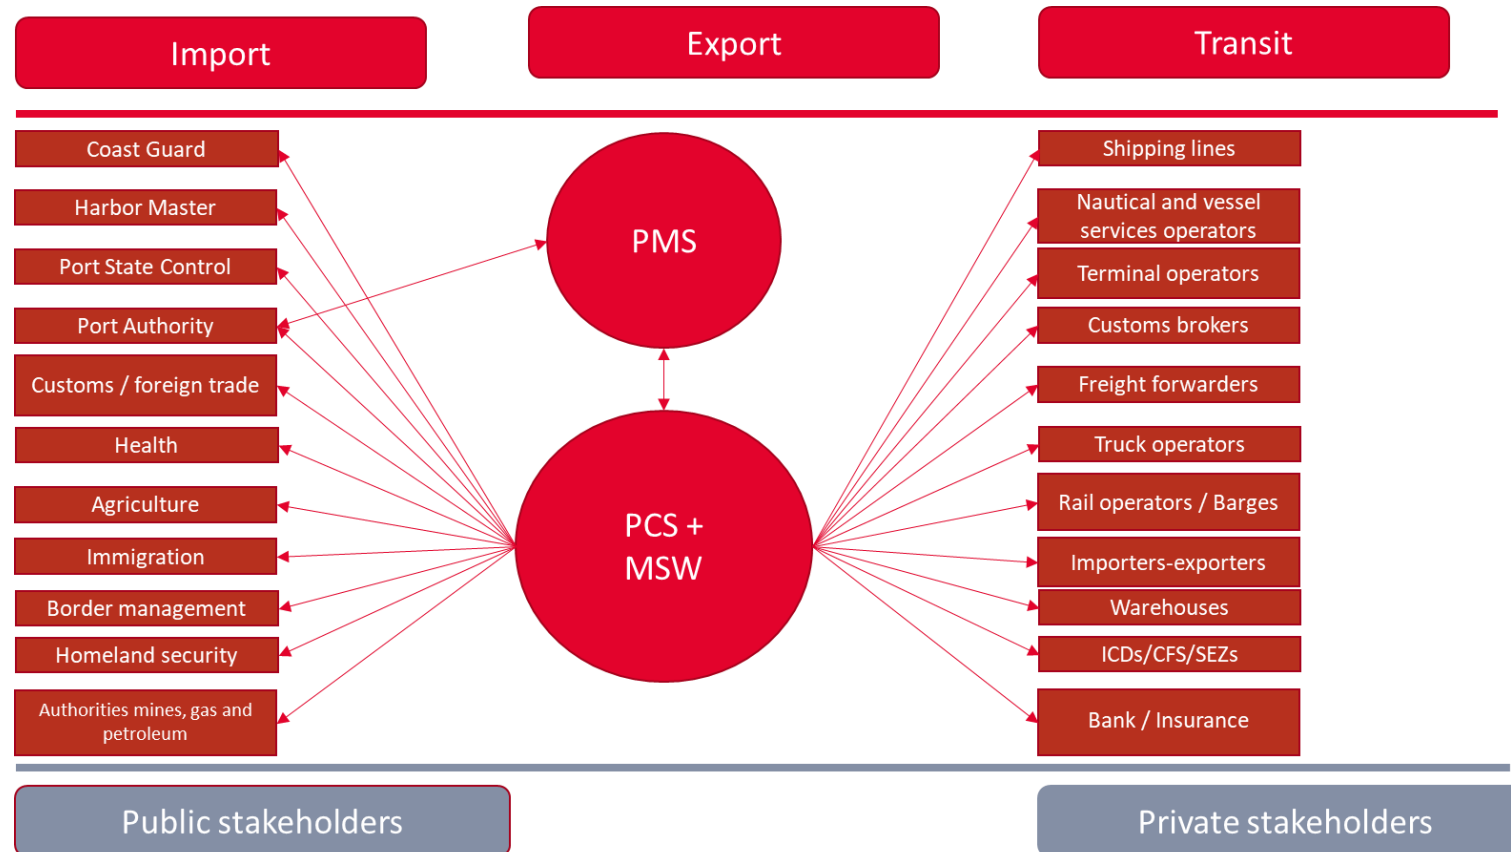 Import
Export
Transit
Coast Guard
Harbor Master
Port State Control
Port Authority
Customs / foreign trade
Health
Agriculture
Immigration
Border management
Homeland security
Authorities mines, gas and
petroleum
PMS
PCS +
MSW
Shipping lines
Nautical and vessel
services operators
Terminal operators
Customs brokers
Freight forwarders
Truck operators
Rail operators / Barges
Importers-exporters
Warehouses
ICDs/CFS/SEZs
Bank / Insurance
Public stakeholders
Private stakeholders